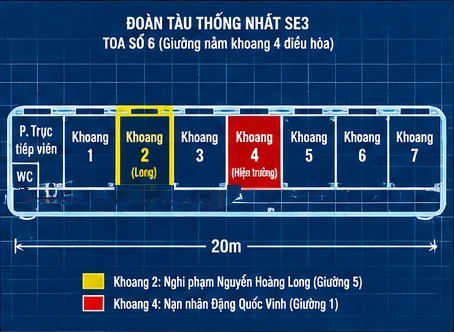 ĐOÀN TÀU THỐNG NHẤT SE3
TOA SỐ 6 (Giường nằm khoang 4 điều hòa)
P. Trực
tiếp viên
WC
Khoang
1
Khoang
2
(Long)
Khoang
3
Khoang
4
(Hiện trường)
Khoang
5
Khoang
6
Khoang
7
20m
Khoang 2: Nghi phạm Nguyễn Hoàng Long (Giường 5)
Khoang 4: Nạn nhân Đặng Quốc Vinh (Giường 1)